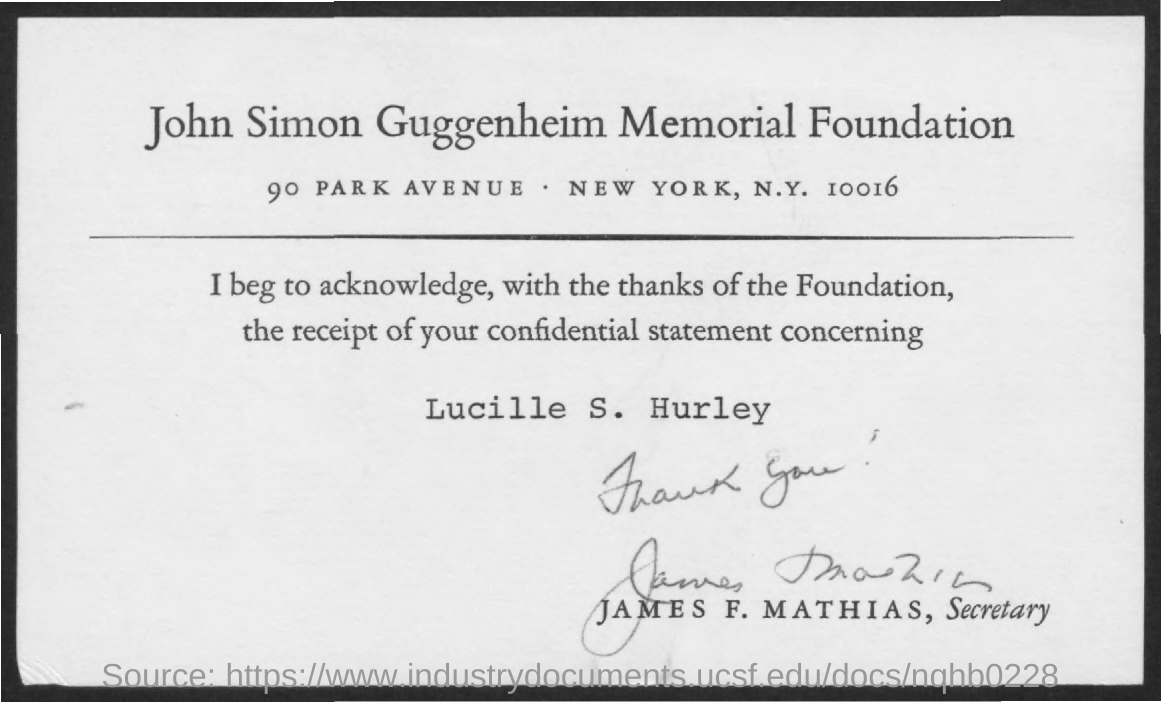 John Simon Guggenheim Memorial Foundation
90 PARK AVENUE · NEW YORK, N.Y. 10016
I beg to acknowledge, with the thanks of the Foundation,
the receipt of your confidential statement concerning
Lucille S. Hurley
Thank you!
James F Mathias
JAMES F. MATHIAS, Secretary
Source: https://www.industrydocuments.ucsf.edu/docs/nqhb0228